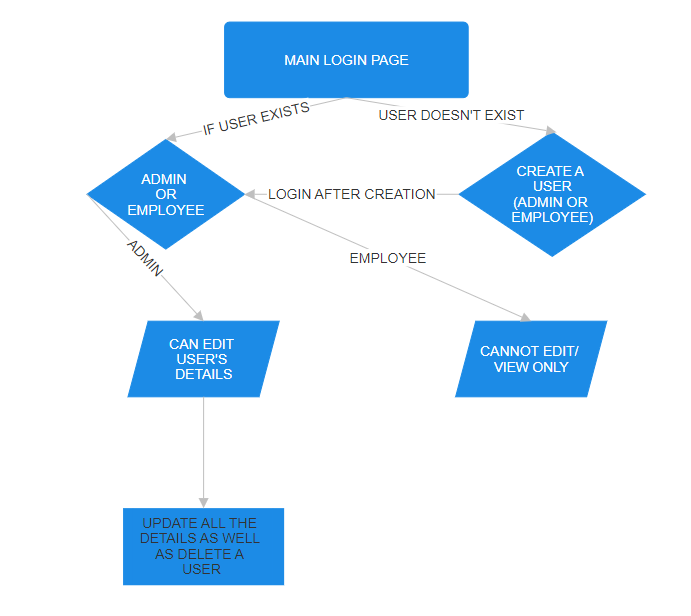 MAIN LOGIN PAGE
IF USER EXISTS
USER DOESN'T EXIST
ADMIN
OR
EMPLOYEE
LOGIN AFTER CREATION
CREATE A
USER
(ADMIN OR
EMPLOYEE)
ADMIN
EMPLOYEE
CAN EDIT
USER'S
DETAILS
CANNOT EDIT/
VIEW ONLY
UPDATE ALL THE
DETAILS AS WELL
AS DELETE A
USER